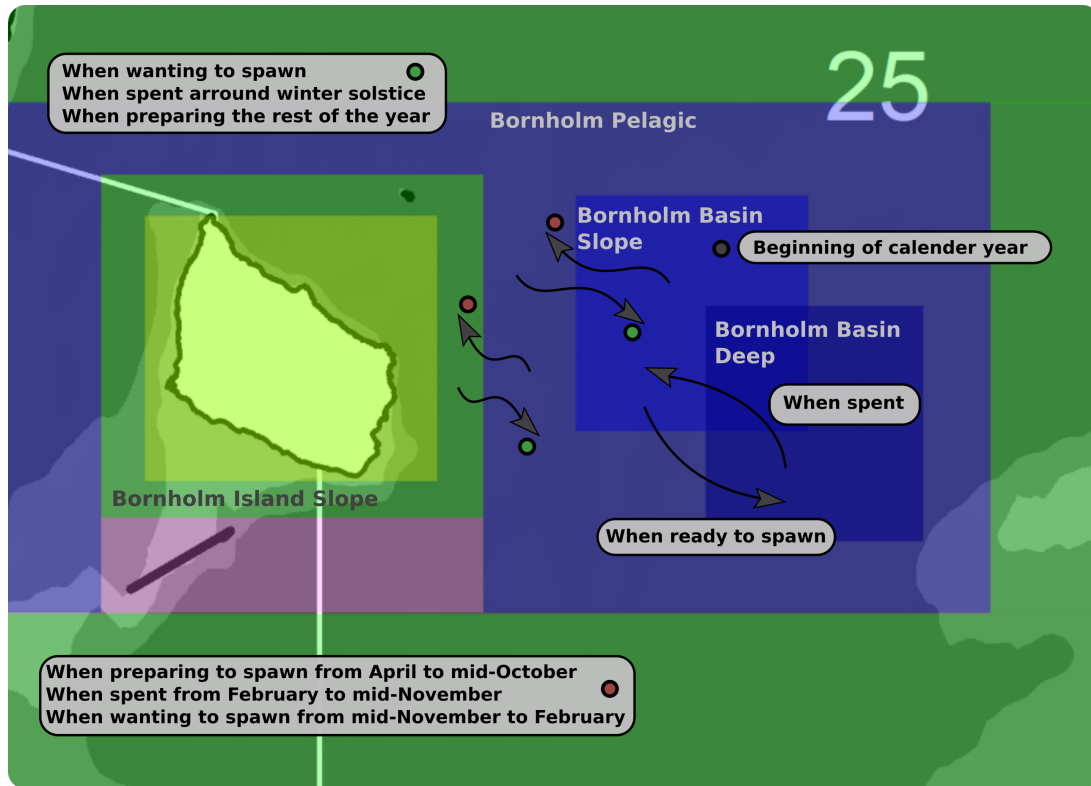 When wanting to spawn
When spent arround winter solstice
When preparing the rest of the year
25
Bornholm Pelagic
Bornholm Basin
Slope
Beginning of calender year
Bornholm Basin
Deep
When spent
Bornholm Island Slope
When ready to spawn
When preparing to spawn from April to mid-October
When spent from February to mid-November
When wanting to spawn from mid-November to February